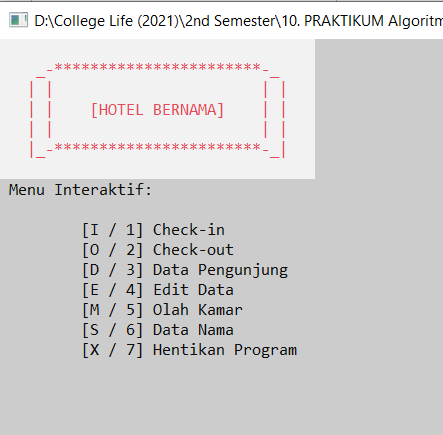 D:\College Life (2021)\2nd Semester\10. PRAKTIKUM Algoritm
_-***********************-_
| |                       | |
| |    [HOTEL BERNAMA]    | |
| |                       | |
|_-***********************-_|
Menu Interaktif:
[I / 1] Check-in
[O / 2] Check-out
[D / 3] Data Pengunjung
[E / 4] Edit Data
[M / 5] Olah Kamar
[S / 6] Data Nama
[X / 7] Hentikan Program